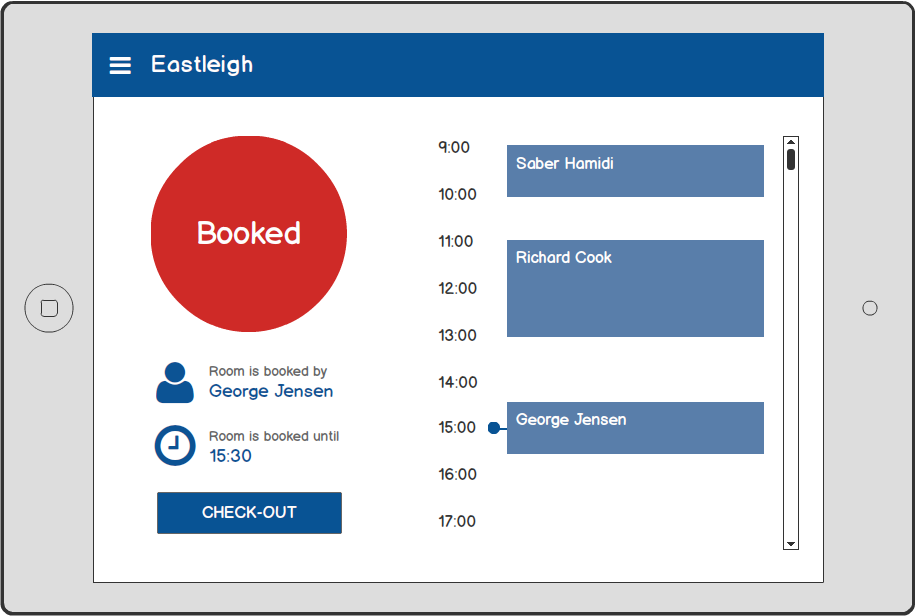 Eastleigh
Booked
Room is booked by
George Jensen
Room is booked until
15:30
CHECK-OUT
9:00
Saber Hamidi
10:00
11:00
Richard Cook
12:00
13:00
14:00
George Jensen
15:00
16:00
17:00